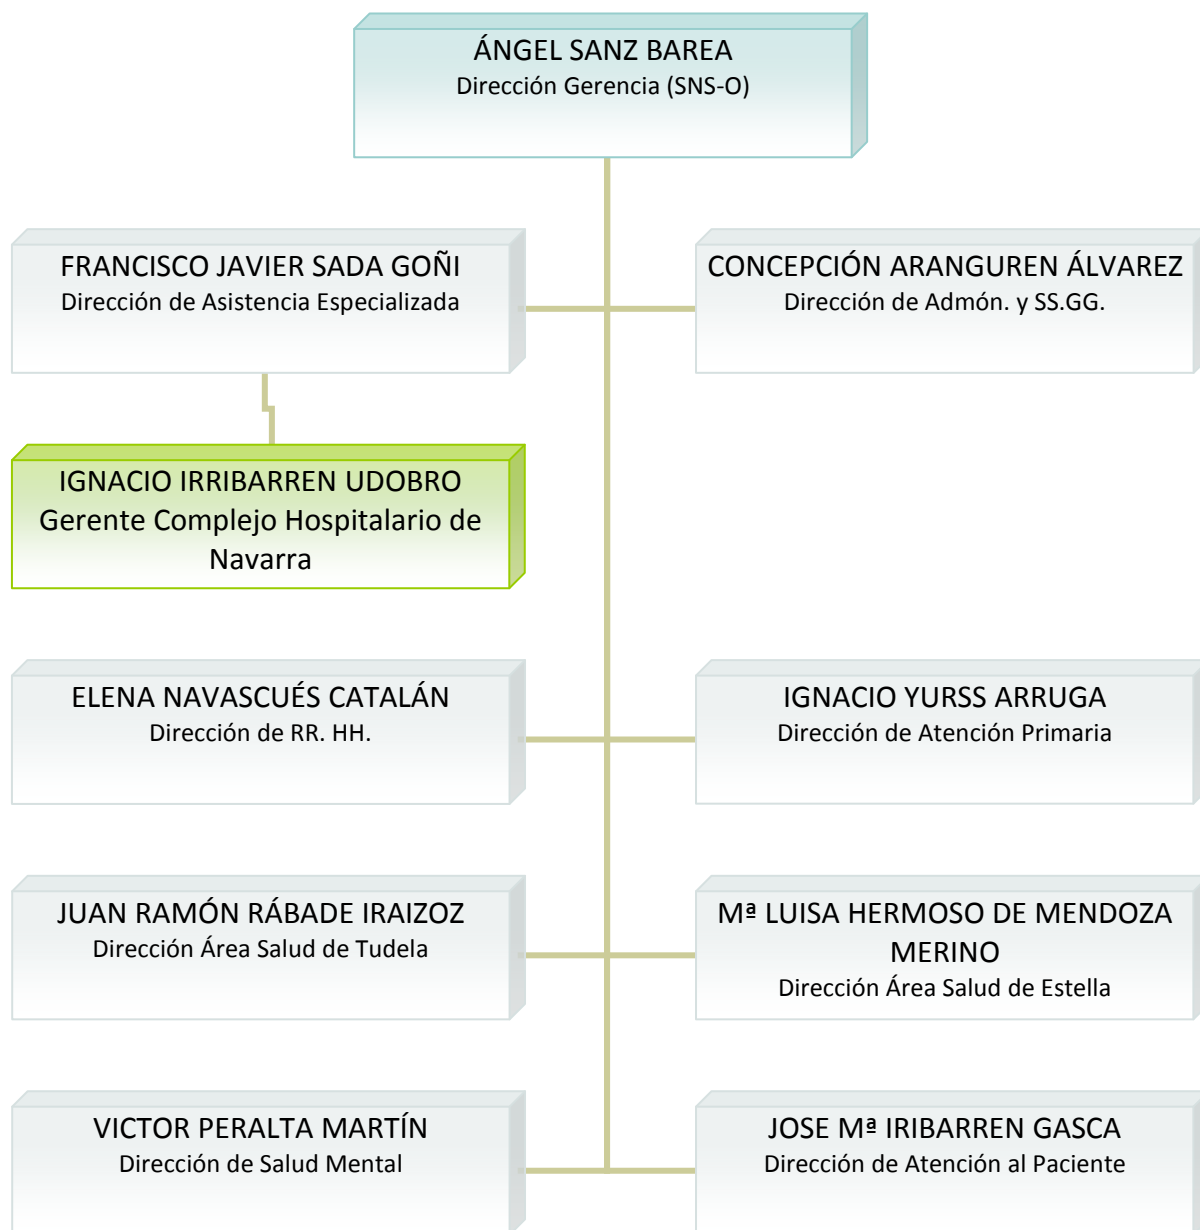 ÁNGEL SANZ BAREA
Dirección Gerencia (SNS-O)
FRANCISCO JAVIER SADA GOÑI
Dirección de Asistencia Especializada
CONCEPCIÓN ARANGUREN ÁLVAREZ
Dirección de Admón. y SS.GG.
IGNACIO IRRIBARREN UDOBRO
Gerente Complejo Hospitalario de
Navarra
ELENA NAVASCUÉS CATALÁN
Dirección de RR. HH.
IGNACIO YURSS ARRUGA
Dirección de Atención Primaria
JUAN RAMÓN RÁBADE IRAIZOZ
Dirección Área Salud de Tudela
Mª LUISA HERMOSO DE MENDOZA
MERINO
Dirección Área Salud de Estella
VICTOR PERALTA MARTÍN
Dirección de Salud Mental
JOSE Mª IRIBARREN GASCA
Dirección de Atención al Paciente